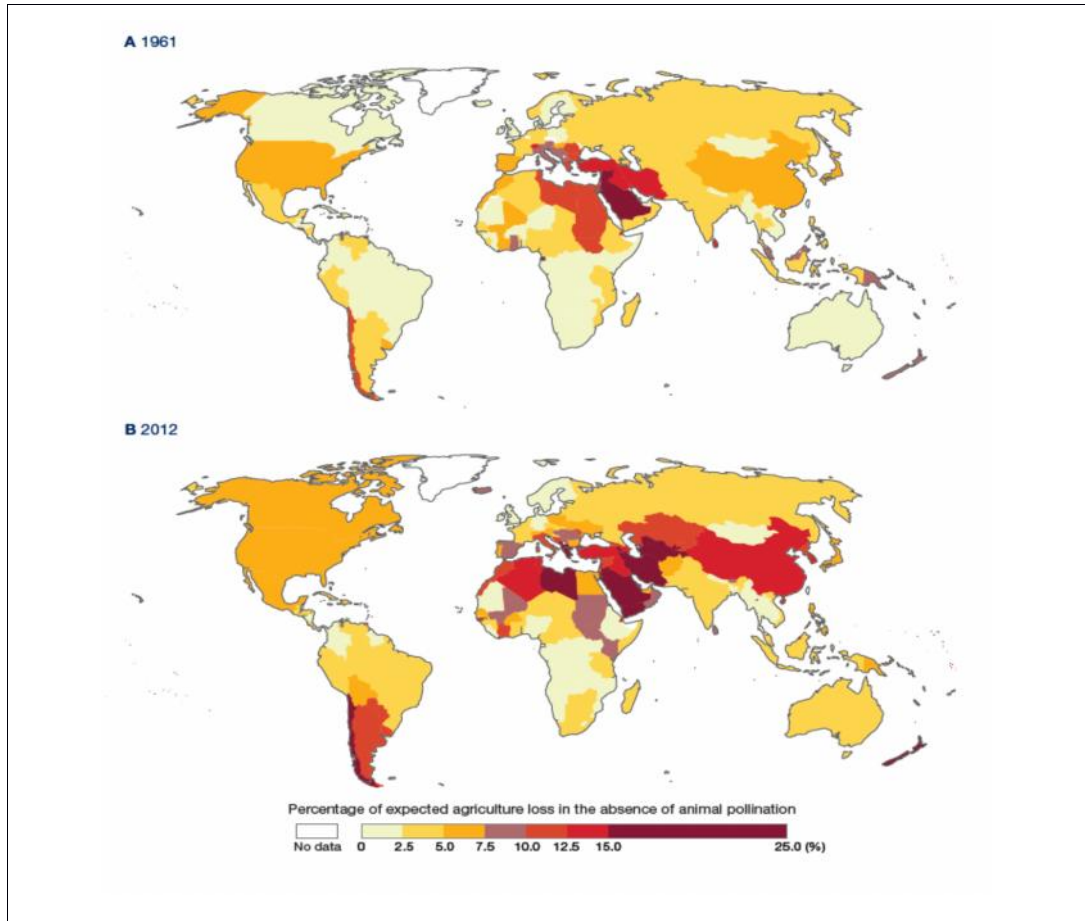 A 1961
B 2012
Percentage of expected agriculture loss in the absence of animal pollination
No data 0 2.5 5.0 7.5 10.0 12.5 15.0 25.0 (%)